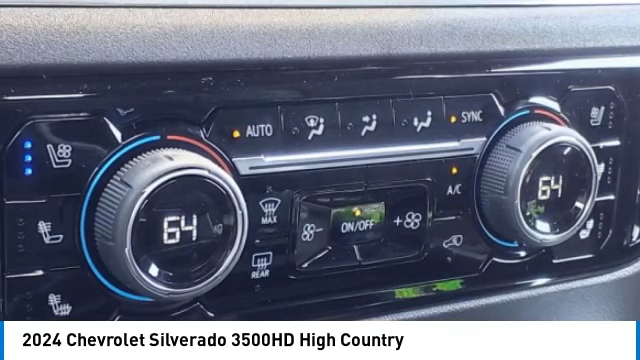 AUTO
SYNC
64
MAX
ON/OFF
A/C
64
REAR
2024 Chevrolet Silverado 3500HD High Country